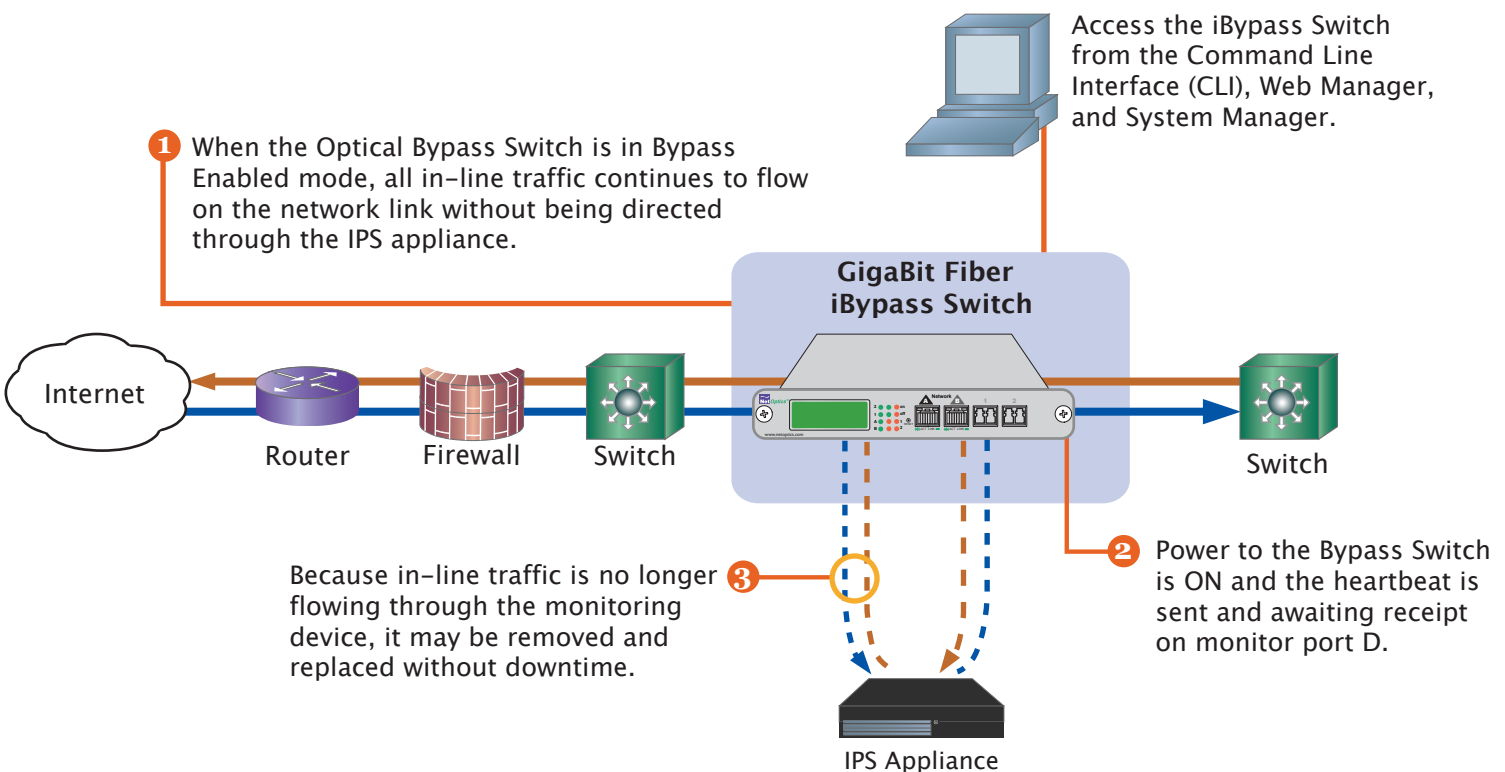 Access the iBypass Switch
from the Command Line
Interface (CLI), Web Manager,
and System Manager.
1 When the Optical Bypass Switch is in Bypass
Enabled mode, all in-line traffic continues to flow
on the network link without being directed
through the IPS appliance.
GigaBit Fiber
iBypass Switch
Internet
Router
Firewall
Switch
Net Optics
www.netoptics.com
Network
A
B
1
2
Switch
3
Because in-line traffic is no longer
flowing through the monitoring
device, it may be removed and
replaced without downtime.
2 Power to the Bypass Switch
is ON and the heartbeat is
sent and awaiting receipt
on monitor port D.
IPS Appliance